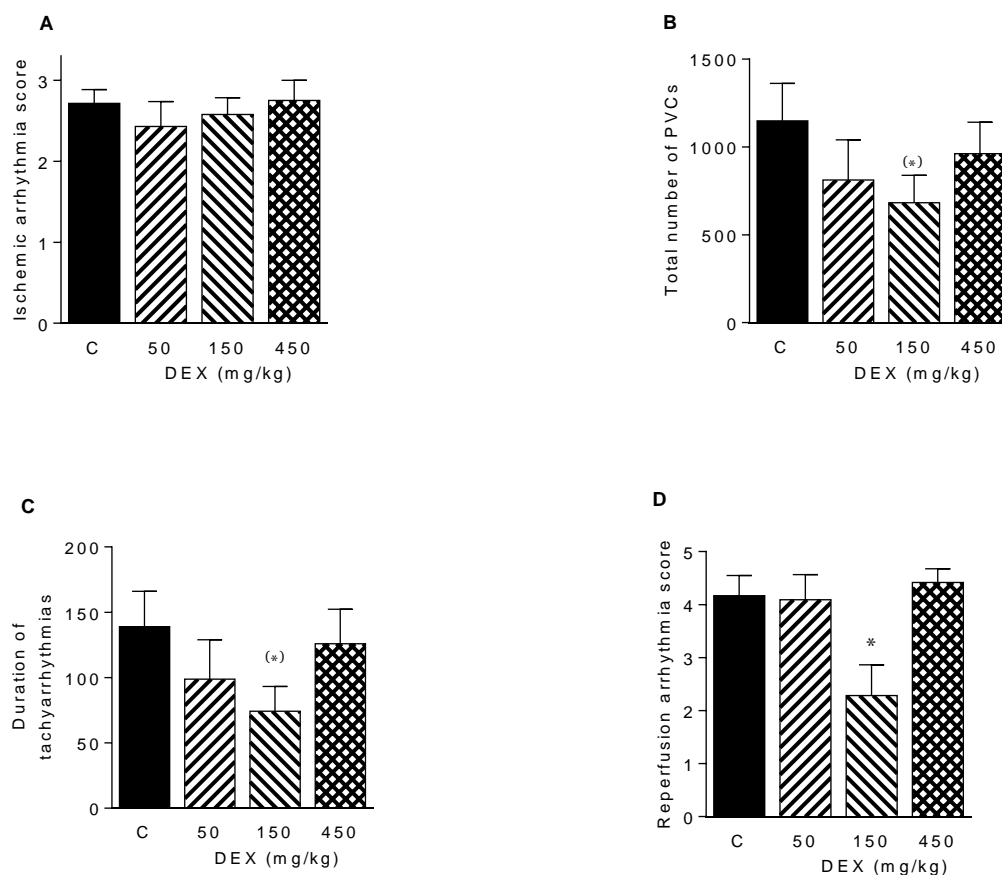 A
Ischemic arrhythmia score
3
2
1
0
C 50 150 450
DEX (mg/kg)
B
Total number of PVCs
1500
1000
500
0
(*)
C 50 150 450
DEX (mg/kg)
C
Duration of
tachyarrhythmias
200
150
100
50
0
(*)
C 50 150 450
DEX (mg/kg)
D
Reperfusion arrhythmia score
5
4
3
2
1
0
*
C 50 150 450
DEX (mg/kg)